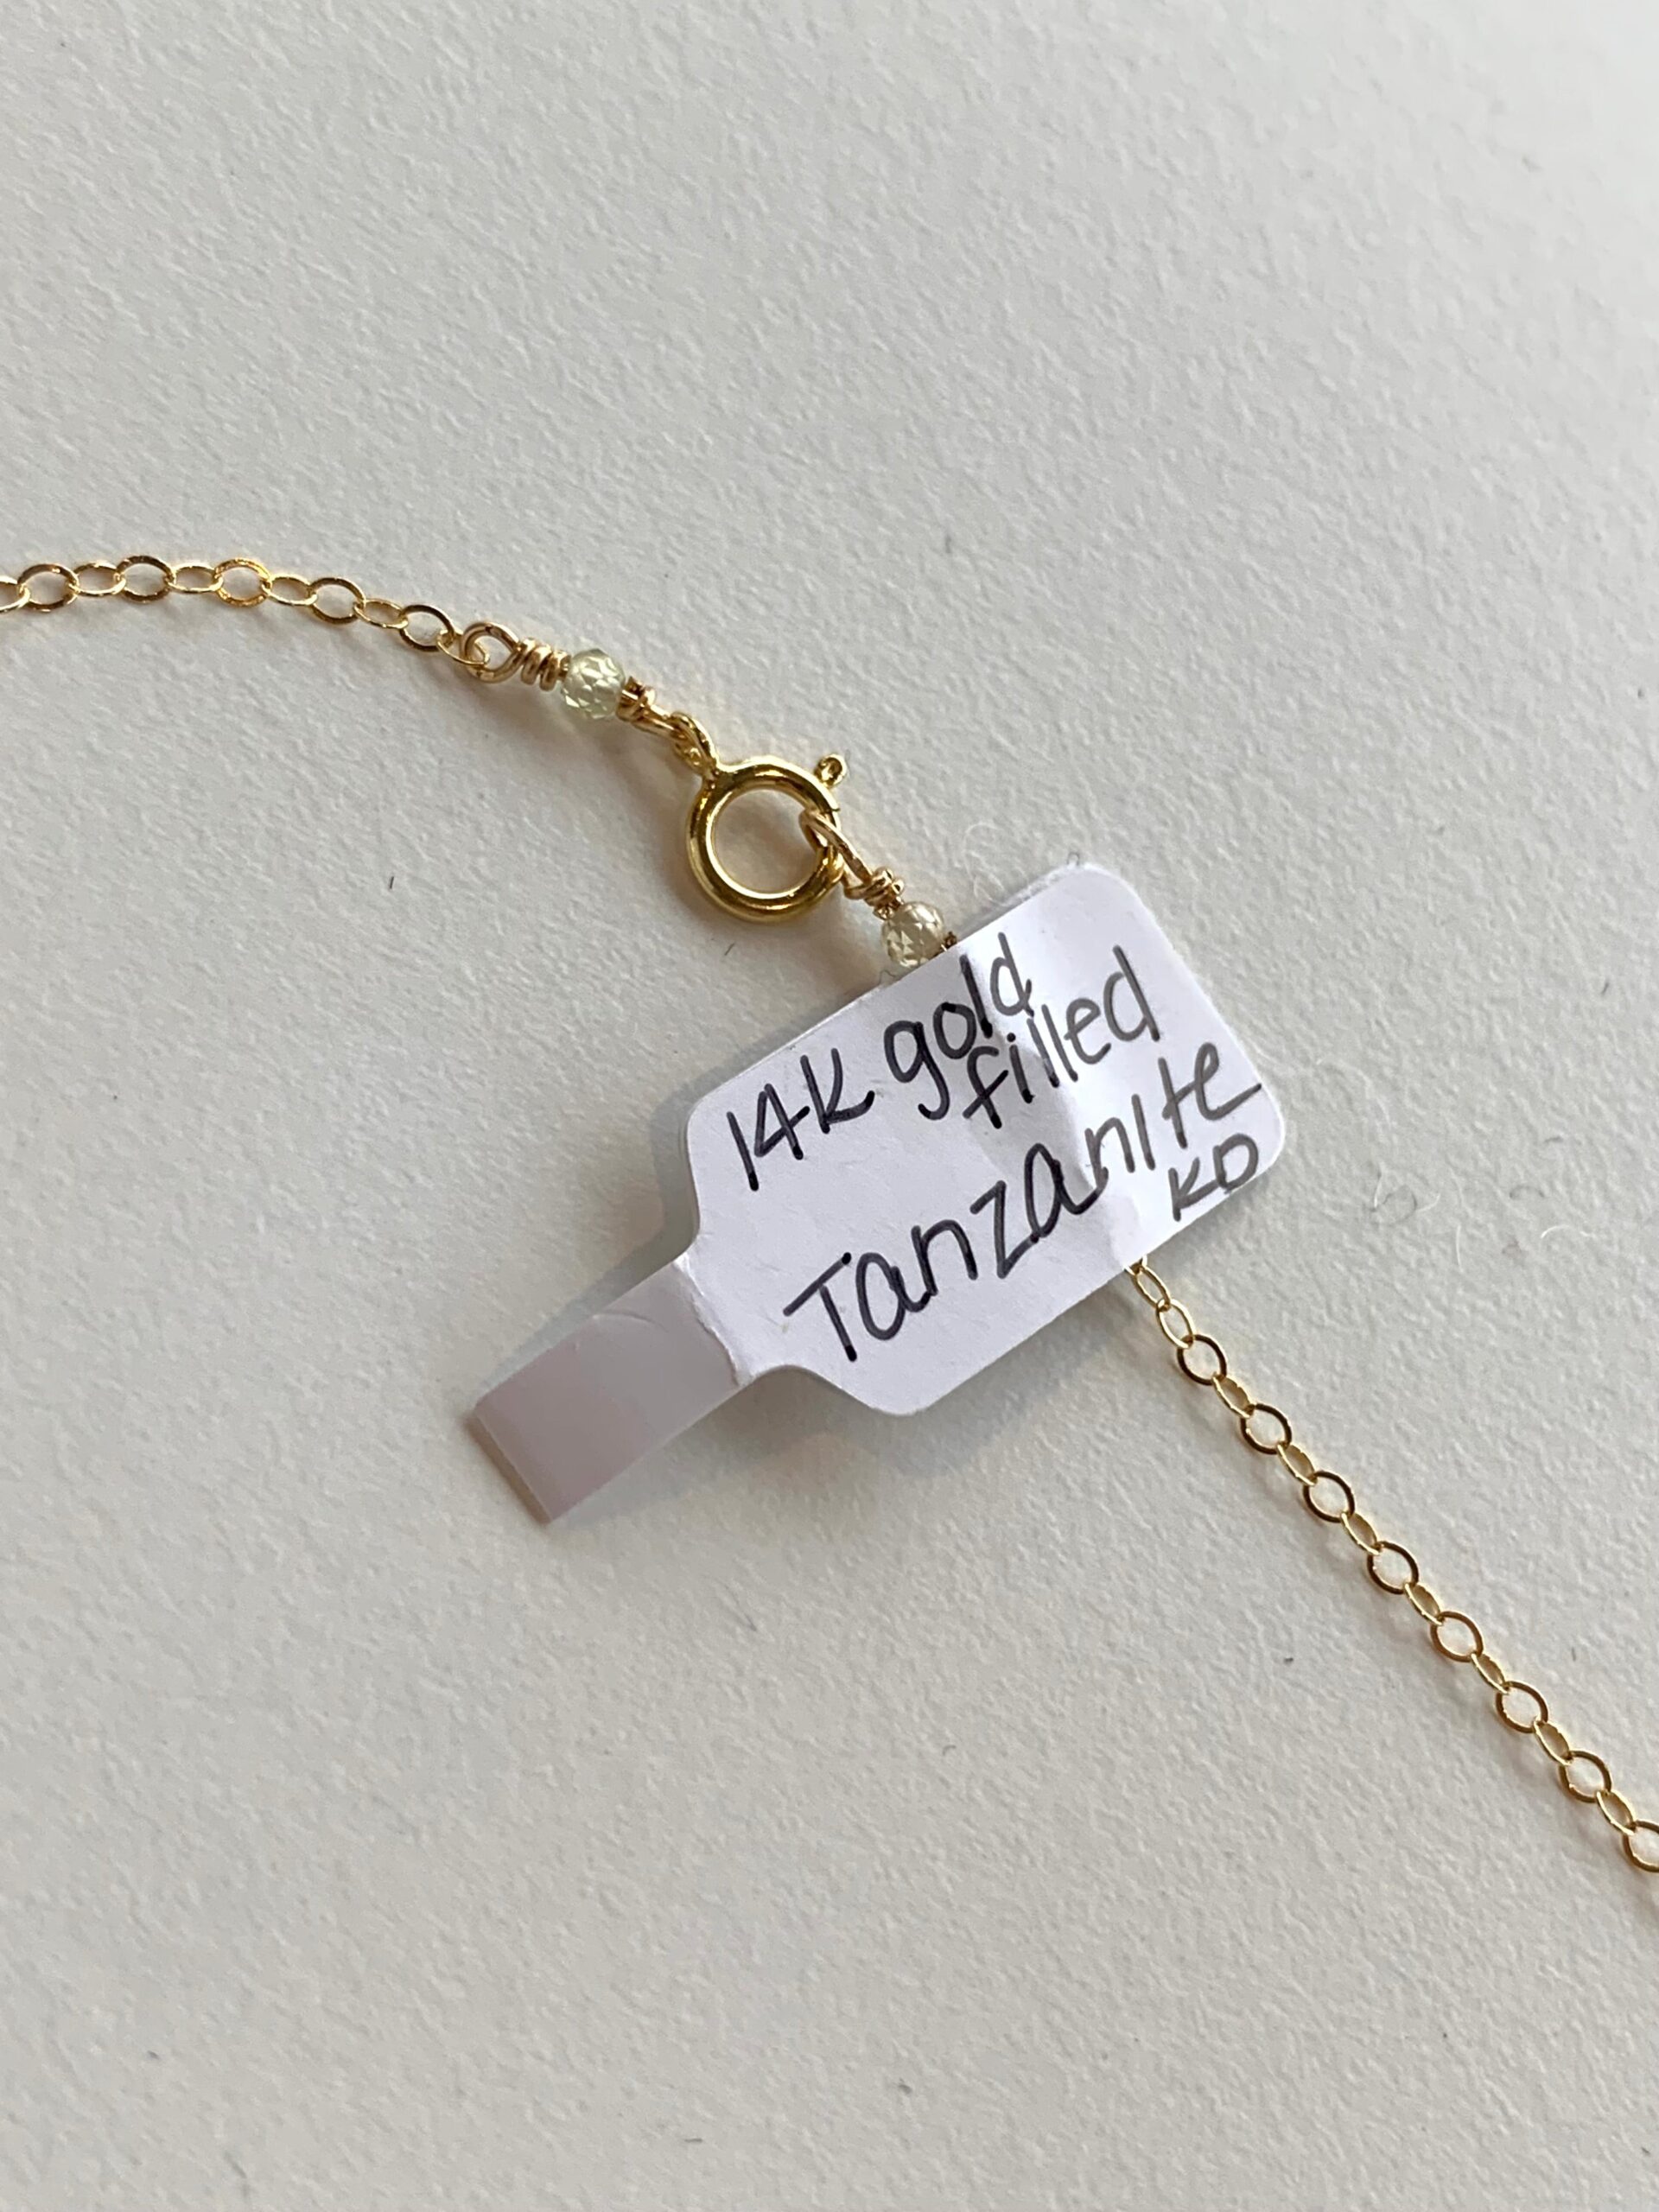 14K gold
filled
Tanzanite
KD